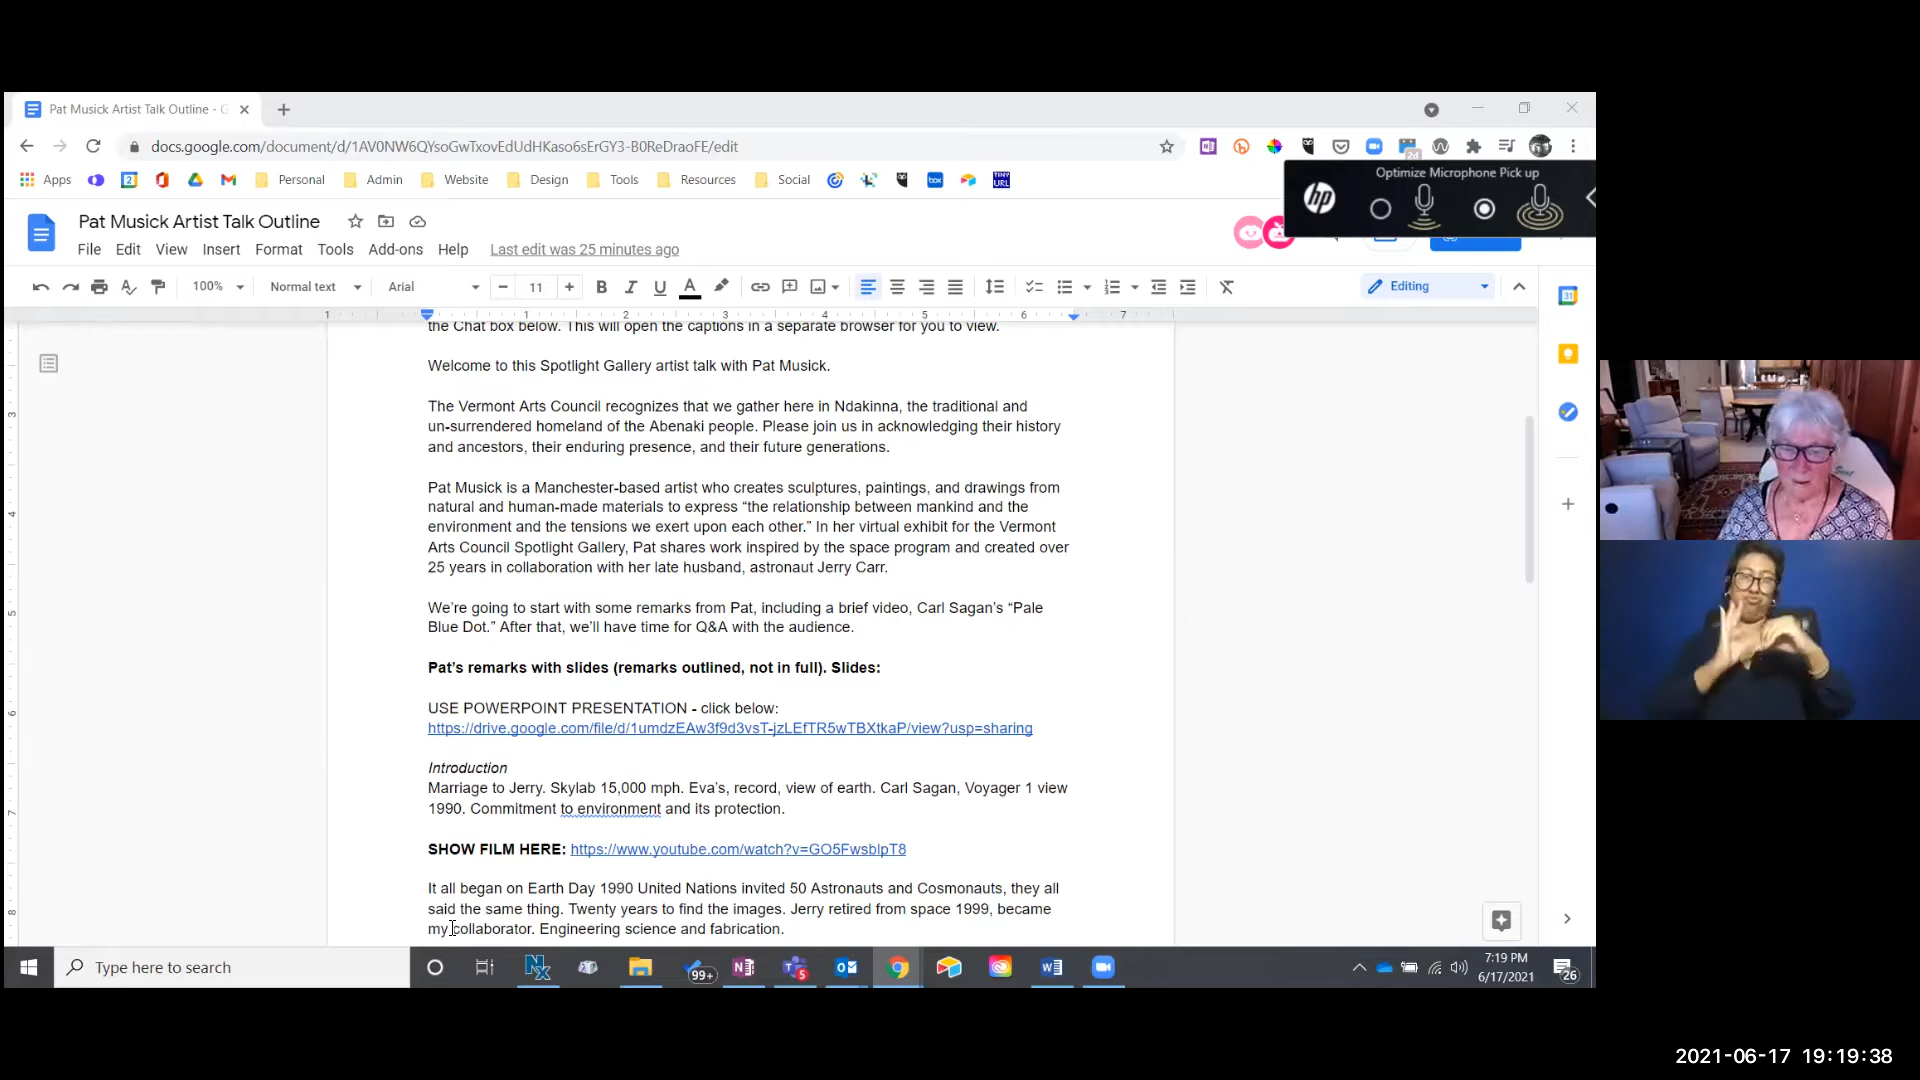 Pat Musick Artist Talk Outline - G
docs.google.com/document/d/1AV0NW6QYsoGwTxovEdUdHKaso6sErGY3-B0ReDraoFE/edit
Apps Personal Admin Website Design Tools Resources Social
Optimize Microphone Pick up
hp
Pat Musick Artist Talk Outline
File Edit View Insert Format Tools Add-ons Help Last edit was 25 minutes ago
100% Normal text Arial 11 B I U A Editing
1 1 2 3 4 5 6 7
the Chat box below. This will open the captions in a separate browser for you to view.
Welcome to this Spotlight Gallery artist talk with Pat Musick.
The Vermont Arts Council recognizes that we gather here in Ndakinna, the traditional and
un-surrendered homeland of the Abenaki people. Please join us in acknowledging their history
and ancestors, their enduring presence, and their future generations.
Pat Musick is a Manchester-based artist who creates sculptures, paintings, and drawings from
natural and human-made materials to express “the relationship between mankind and the
environment and the tensions we exert upon each other.” In her virtual exhibit for the Vermont
Arts Council Spotlight Gallery, Pat shares work inspired by the space program and created over
25 years in collaboration with her late husband, astronaut Jerry Carr.
We’re going to start with some remarks from Pat, including a brief video, Carl Sagan’s “Pale
Blue Dot.” After that, we’ll have time for Q&A with the audience.
Pat’s remarks with slides (remarks outlined, not in full). Slides:
USE POWERPOINT PRESENTATION - click below:
https://drive.google.com/file/d/1umdzEAw3f9d3vsT-jzLEfTR5wTBXtkaP/view?usp=sharing
Introduction
Marriage to Jerry. Skylab 15,000 mph. Eva’s, record, view of earth. Carl Sagan, Voyager 1 view
1990. Commitment to environment and its protection.
SHOW FILM HERE: https://www.youtube.com/watch?v=GO5FwsblpT8
It all began on Earth Day 1990 United Nations invited 50 Astronauts and Cosmonauts, they all
said the same thing. Twenty years to find the images. Jerry retired from space 1999, became
my collaborator. Engineering science and fabrication.
Type here to search
99+
5
7:19 PM
6/17/2021
26
2021-06-17 19:19:38